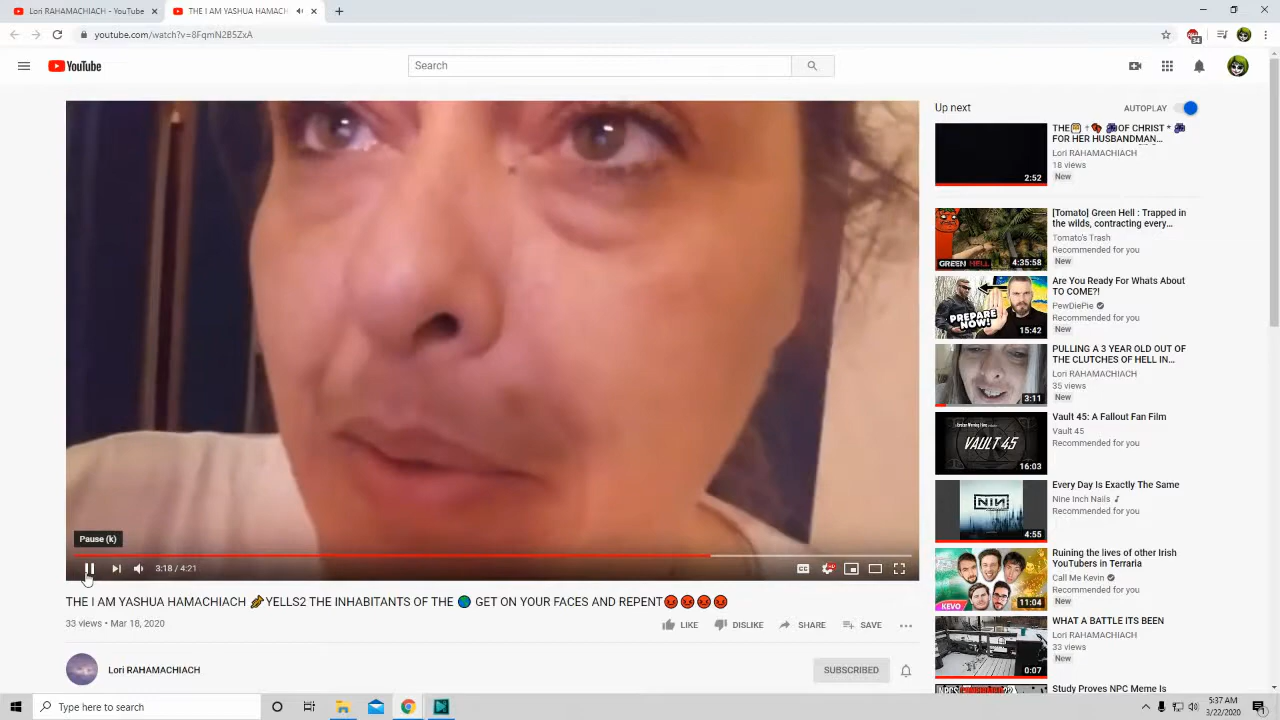 Lori RAHAMACHIACH - YouTube
THE I AM YASHUA HAMACHIACH
youtube.com/watch?v=8FqmN2B5ZxA
34
YouTube
Search
Up next
AUTOPLAY
THE OF CHRIST *
FOR HER HUSBANDMAN...
Lori RAHAMACHIACH
18 views
New
2:52
[Tomato] Green Hell : Trapped in
the wilds, contracting every...
Tomato's Trash
Recommended for you
New
GREEN HELL
4:35:58
Are You Ready For Whats About
TO COME?!
PewDiePie
Recommended for you
New
PREPARE
NOW!
15:42
PULLING A 3 YEAR OLD OUT OF
THE CLUTCHES OF HELL IN...
Lori RAHAMACHIACH
35 views
New
3:11
Vault 45: A Fallout Fan Film
Vault 45
Recommended for you
VAULT 45
16:03
Every Day Is Exactly The Same
Nine Inch Nails
Recommended for you
NIN
4:55
Ruining the lives of other Irish
YouTubers in Terraria
Call Me Kevin
Recommended for you
New
KEVO
11:04
WHAT A BATTLE ITS BEEN
Lori RAHAMACHIACH
33 views
New
0:07
Study Proves NPC Meme Is
Pause (k)
3:18 / 4:21
THE I AM YASHUA HAMACHIACH YELLS2 THE INHABITANTS OF THE GET ON YOUR FACES AND REPENT
33 views • Mar 18, 2020
LIKE
DISLIKE
SHARE
SAVE
Lori RAHAMACHIACH
SUBSCRIBED
Type here to search
5:37 AM
3/22/2020